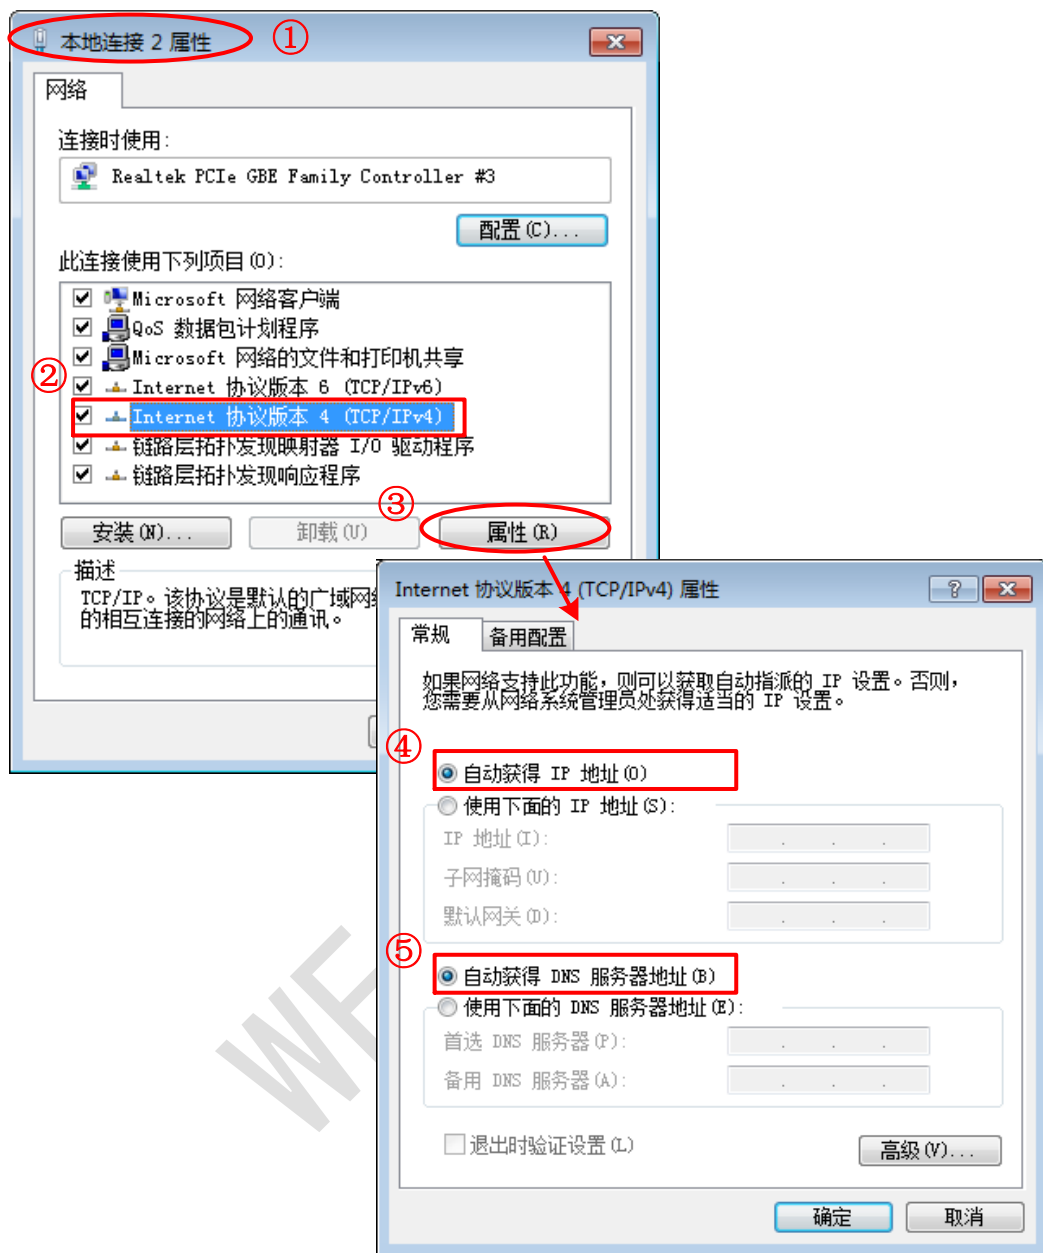 本地连接 2 属性
①
网络
连接时使用:
Realtek PCIe GBE Family Controller #3
配置(C)...
此连接使用下列项目(O):
Microsoft 网络客户端
QoS 数据包计划程序
Microsoft 网络的文件和打印机共享
②
Internet 协议版本 6 (TCP/IPv6)
Internet 协议版本 4 (TCP/IPv4)
链路层拓扑发现映射器 I/O 驱动程序
链路层拓扑发现响应程序
③
安装(N)...
卸载(U)
属性(R)
描述
TCP/IP。该协议是默认的广域网
的相互连接的网络上的通讯。
Internet 协议版本 4 (TCP/IPv4) 属性
常规
备用配置
如果网络支持此功能，则可以获取自动指派的 IP 设置。否则，
您需要从网络系统管理员处获得适当的 IP 设置。
④
自动获得 IP 地址(O)
使用下面的 IP 地址(S):
IP 地址(I):
子网掩码(U):
默认网关(D):
⑤
自动获得 DNS 服务器地址(B)
使用下面的 DNS 服务器地址(E):
首选 DNS 服务器(P):
备用 DNS 服务器(A):
退出时验证设置(L)
高级(V)...
确定
取消